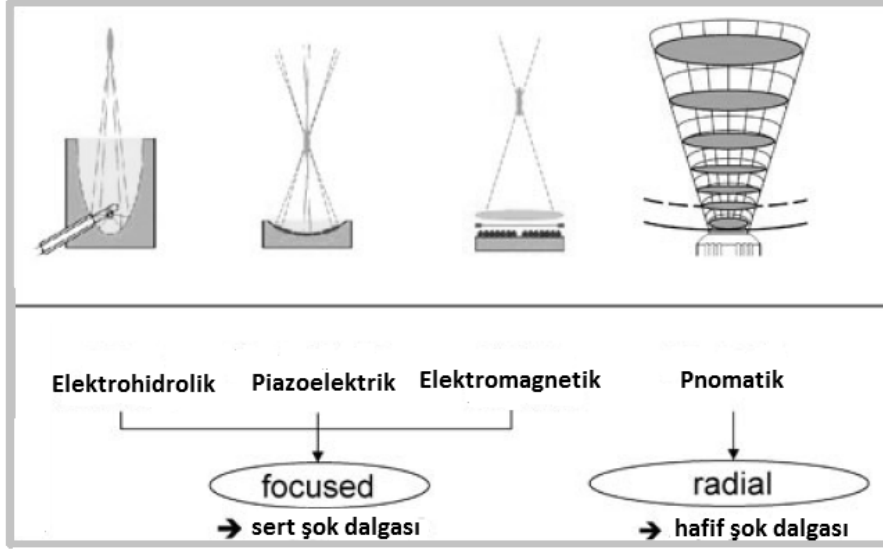 Elektrohidrolik Piazoelektrik Elektromagnetik Pnomatik
focused radial
➔ sert şok dalgası ➔ hafif şok dalgası